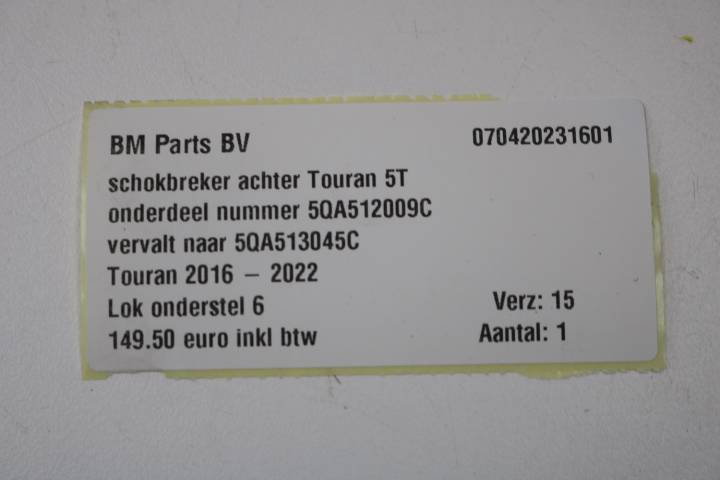 BM Parts BV 070420231601
schokbreker achter Touran 5T
onderdeel nummer 5QA512009C
vervalt naar 5QA513045C
Touran 2016 – 2022
Lok onderstel 6 Verz: 15
149.50 euro inkl btw Aantal: 1